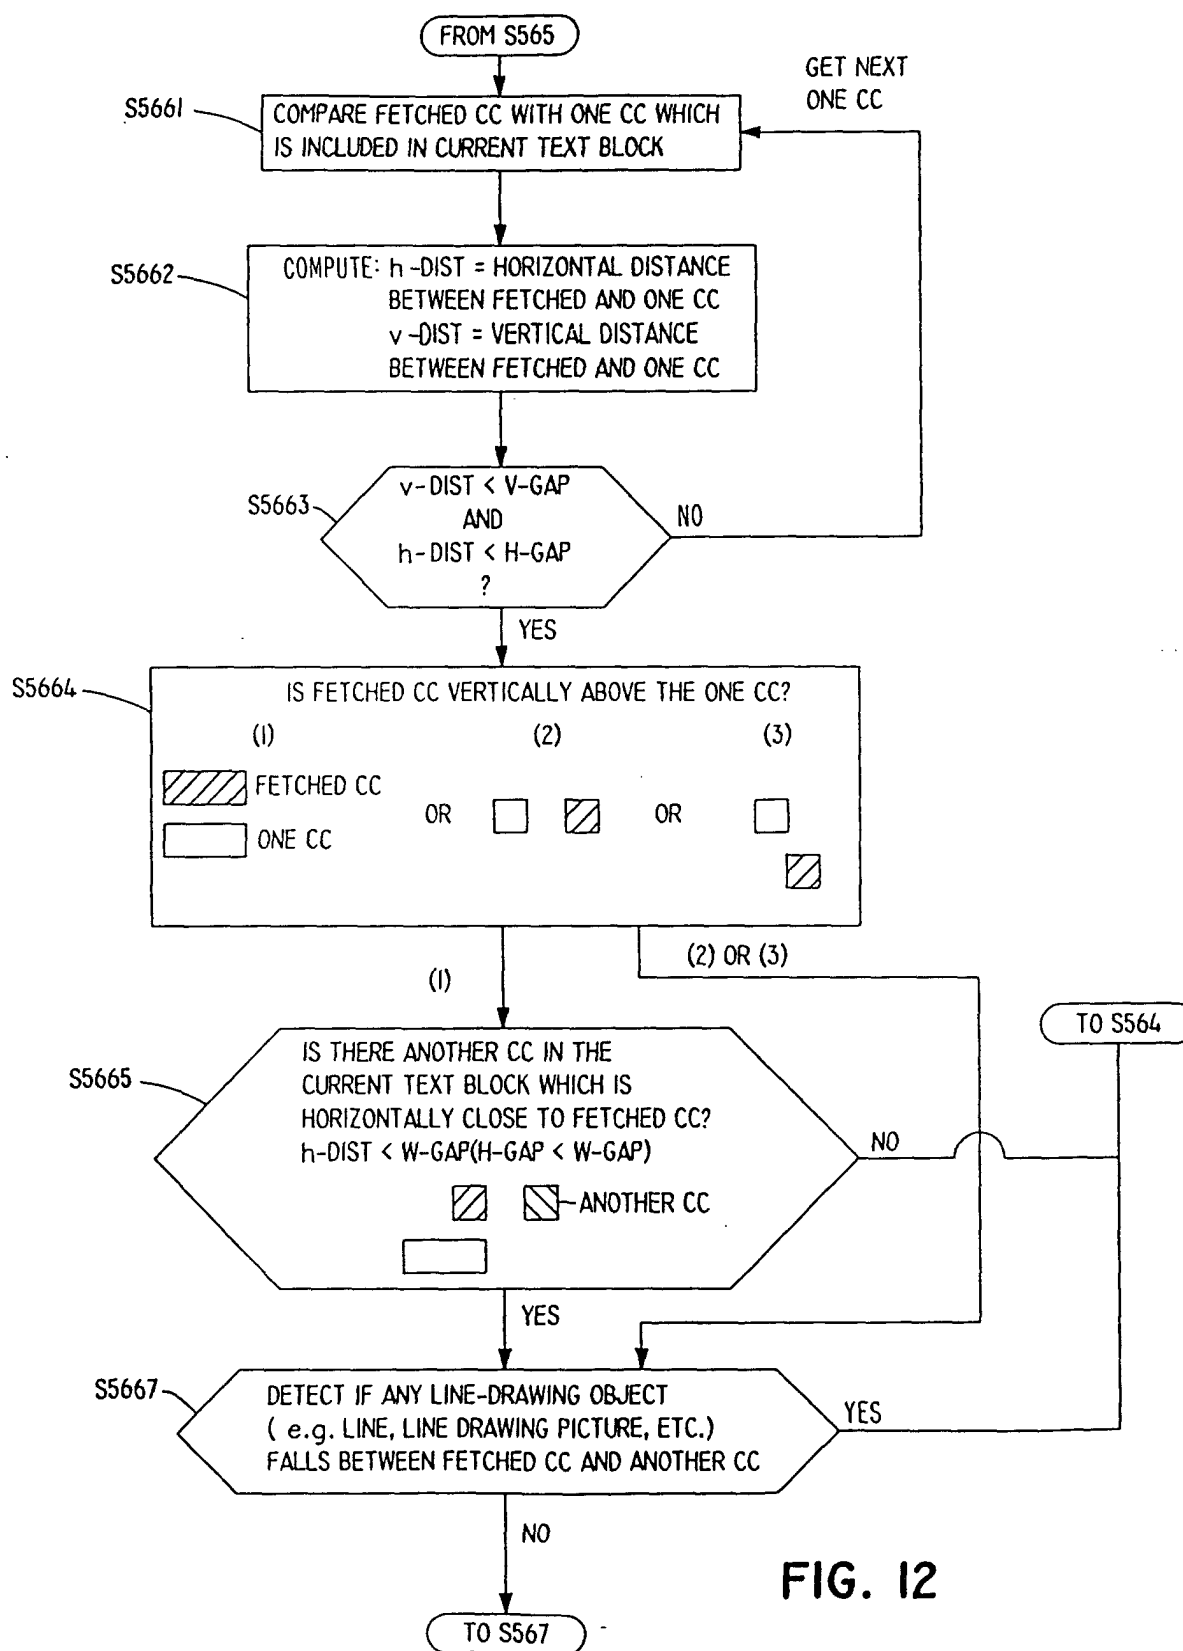 FROM S565
GET NEXT
ONE CC
S5661
COMPARE FETCHED CC WITH ONE CC WHICH
IS INCLUDED IN CURRENT TEXT BLOCK
S5662
COMPUTE: h-DIST = HORIZONTAL DISTANCE
BETWEEN FETCHED AND ONE CC
v-DIST = VERTICAL DISTANCE
BETWEEN FETCHED AND ONE CC
S5663
v-DIST < V-GAP
AND
h-DIST < H-GAP
?
NO
YES
S5664
IS FETCHED CC VERTICALLY ABOVE THE ONE CC?
(1) (2) (3)
FETCHED CC
OR OR
ONE CC
(1)
(2) OR (3)
TO S564
S5665
IS THERE ANOTHER CC IN THE
CURRENT TEXT BLOCK WHICH IS
HORIZONTALLY CLOSE TO FETCHED CC?
h-DIST < W-GAP(H-GAP < W-GAP)
ANOTHER CC
NO
YES
S5667
DETECT IF ANY LINE-DRAWING OBJECT
( e.g. LINE, LINE DRAWING PICTURE, ETC.)
FALLS BETWEEN FETCHED CC AND ANOTHER CC
YES
NO
TO S567
FIG. 12